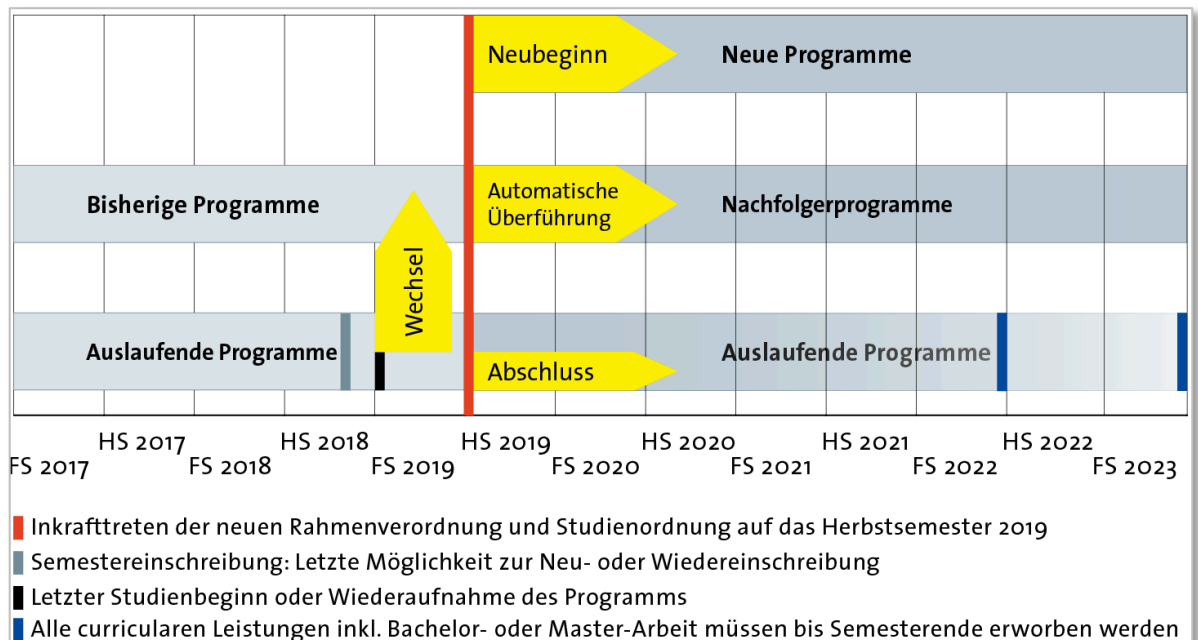 Neubeginn
Neue Programme
Bisherige Programme
Automatische
Überführung
Nachfolgerprogramme
Wechsel
Auslaufende Programme
Abschluss
Auslaufende Programme
HS 2017
HS 2018
HS 2019
HS 2020
HS 2021
HS 2022
FS 2017
FS 2018
FS 2019
FS 2020
FS 2021
FS 2022
FS 2023
Inkrafttreten der neuen Rahmenverordnung und Studienordnung auf das Herbstsemester 2019
Semestereinschreibung: Letzte Möglichkeit zur Neu- oder Wiedereinschreibung
Letzter Studienbeginn oder Wiederaufnahme des Programms
Alle curricularen Leistungen inkl. Bachelor- oder Master-Arbeit müssen bis Semesterende erworben werden